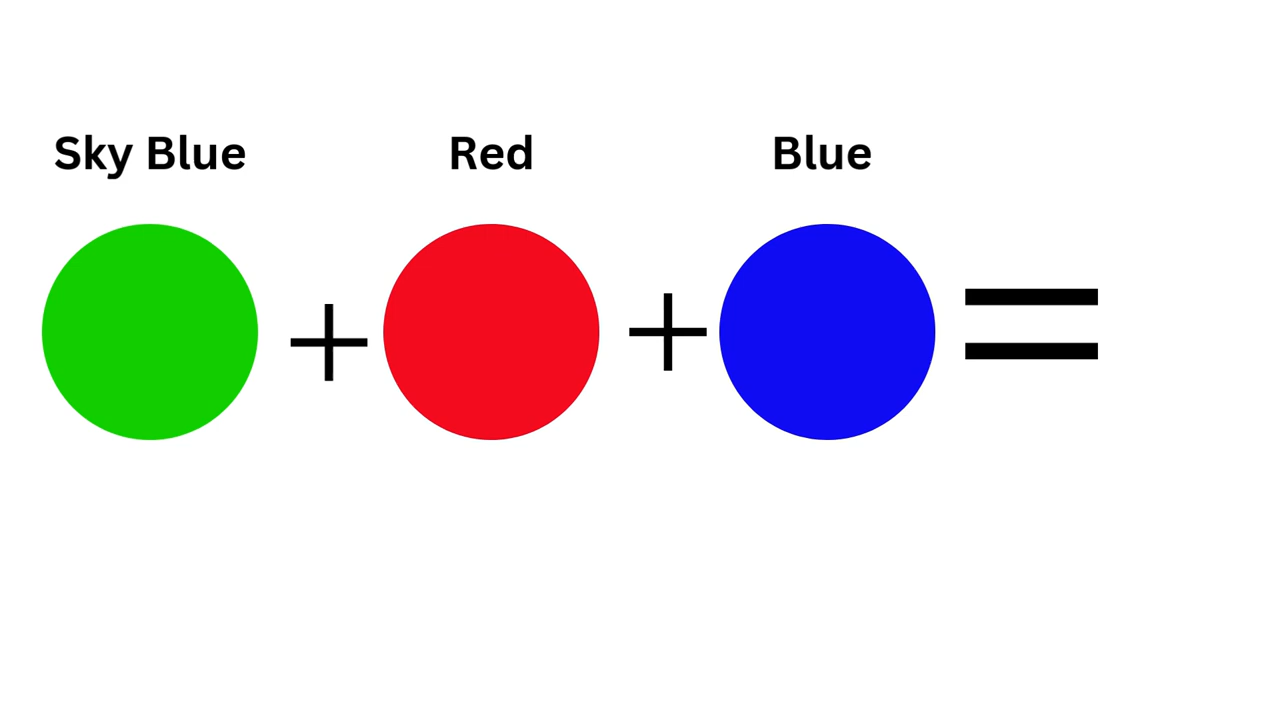 Sky Blue
Red
Blue
+
+
=